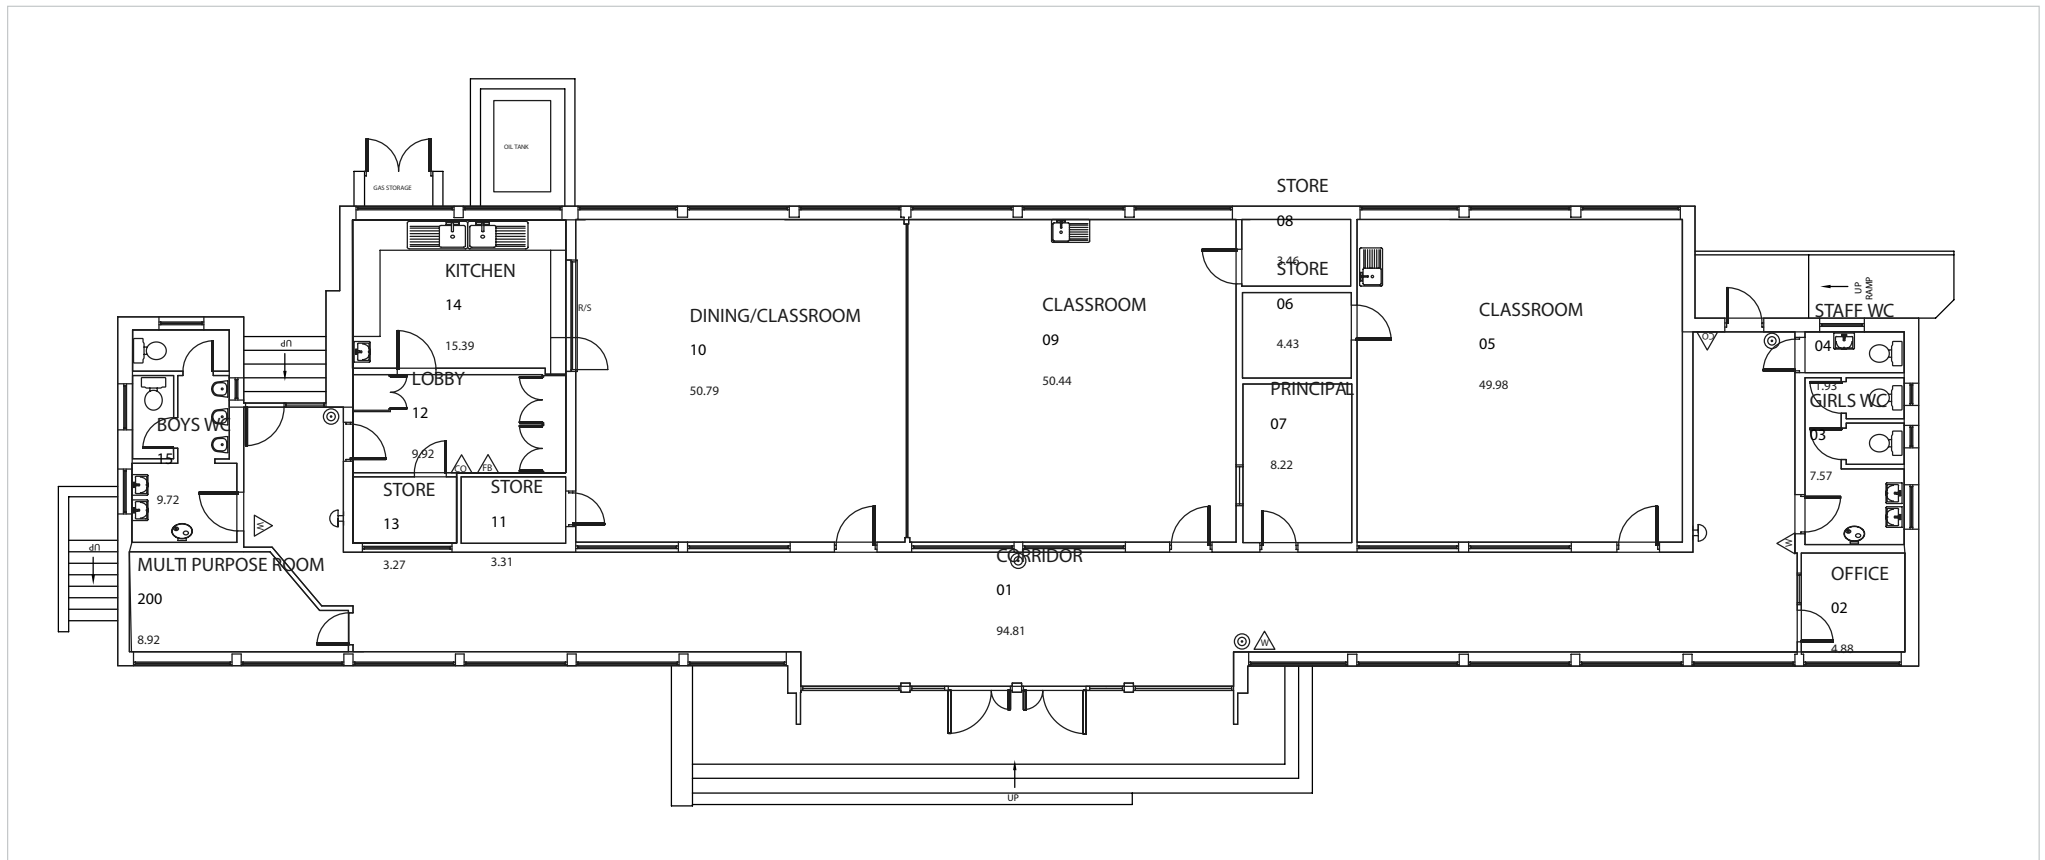 OIL TANK
GAS STORAGE
STORE
08
3.46
KITCHEN
14
15.39
R/S
DINING/CLASSROOM
10
50.79
CLASSROOM
09
50.44
STORE
06
4.43
CLASSROOM
05
49.98
UP
RAMP
STAFF WC
04
1.93
UP
LOBBY
12
9.92
CO
FB
PRINCIPAL
07
8.22
CO
GIRLS WC
03
7.57
BOYS WC
15
9.72
W
STORE
13
3.27
STORE
11
3.31
W
UP
MULTI PURPOSE ROOM
200
8.92
CORRIDOR
01
94.81
W
OFFICE
02
4.88
UP